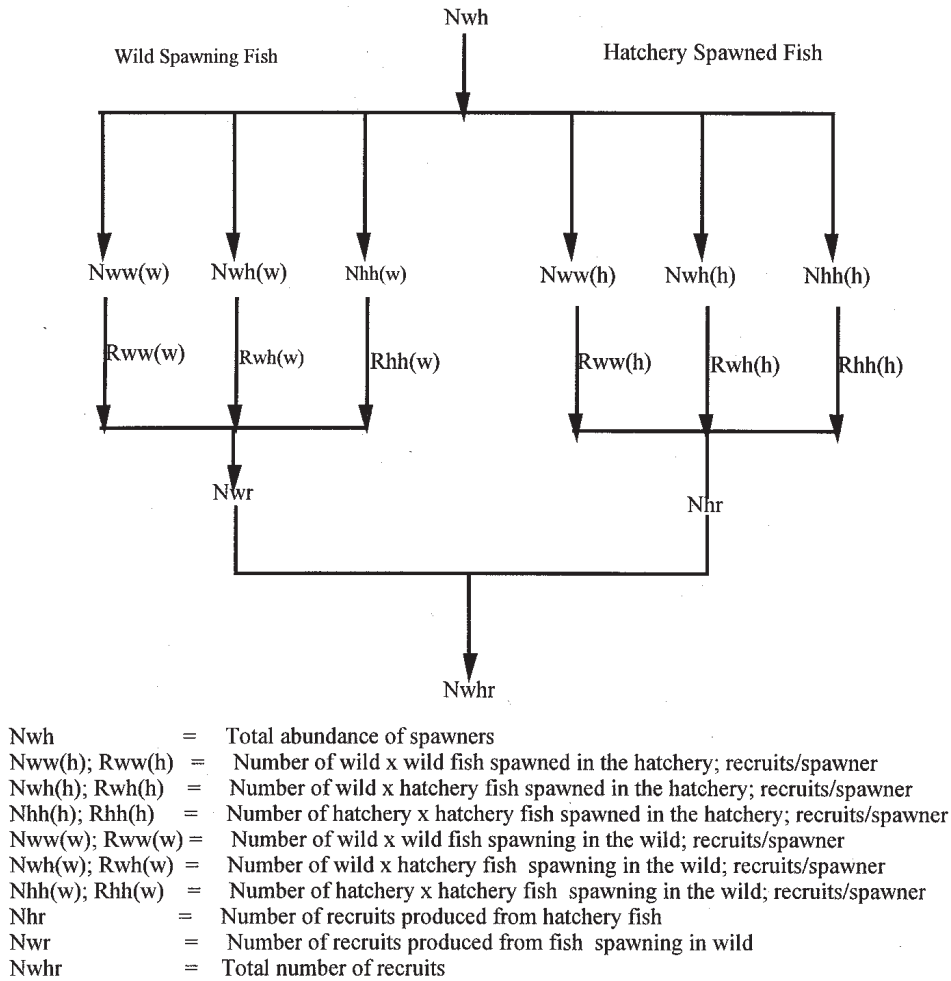 Nwh
Wild Spawning Fish
Hatchery Spawned Fish
Nww(w) Nwh(w) Nhh(w) Nww(h) Nwh(h) Nhh(h)
Rww(w) Rwh(w) Rhh(w) Rww(h) Rwh(h) Rhh(h)
Nwr Nhr
Nwhr
Nwh = Total abundance of spawners
Nww(h); Rww(h) = Number of wild x wild fish spawned in the hatchery; recruits/spawner
Nwh(h); Rwh(h) = Number of wild x hatchery fish spawned in the hatchery; recruits/spawner
Nhh(h); Rhh(h) = Number of hatchery x hatchery fish spawned in the hatchery; recruits/spawner
Nww(w); Rww(w) = Number of wild x wild fish spawning in the wild; recruits/spawner
Nwh(w); Rwh(w) = Number of wild x hatchery fish spawning in the wild; recruits/spawner
Nhh(w); Rhh(w) = Number of hatchery x hatchery fish spawning in the wild; recruits/spawner
Nhr = Number of recruits produced from hatchery fish
Nwr = Number of recruits produced from fish spawning in wild
Nwhr = Total number of recruits